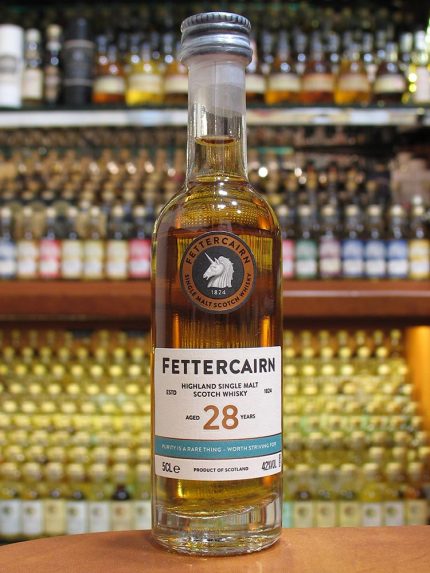 FETTERCAIRN
1824
SINGLE MALT SCOTCH WHISKY
FETTERCAIRN
HIGHLAND SINGLE MALT
ESTD SCOTCH WHISKY 1824
AGED 28 YEARS
PURITY IS A RARE THING – WORTH STRIVING FOR
5CL e PRODUCT OF SCOTLAND 42%VOL